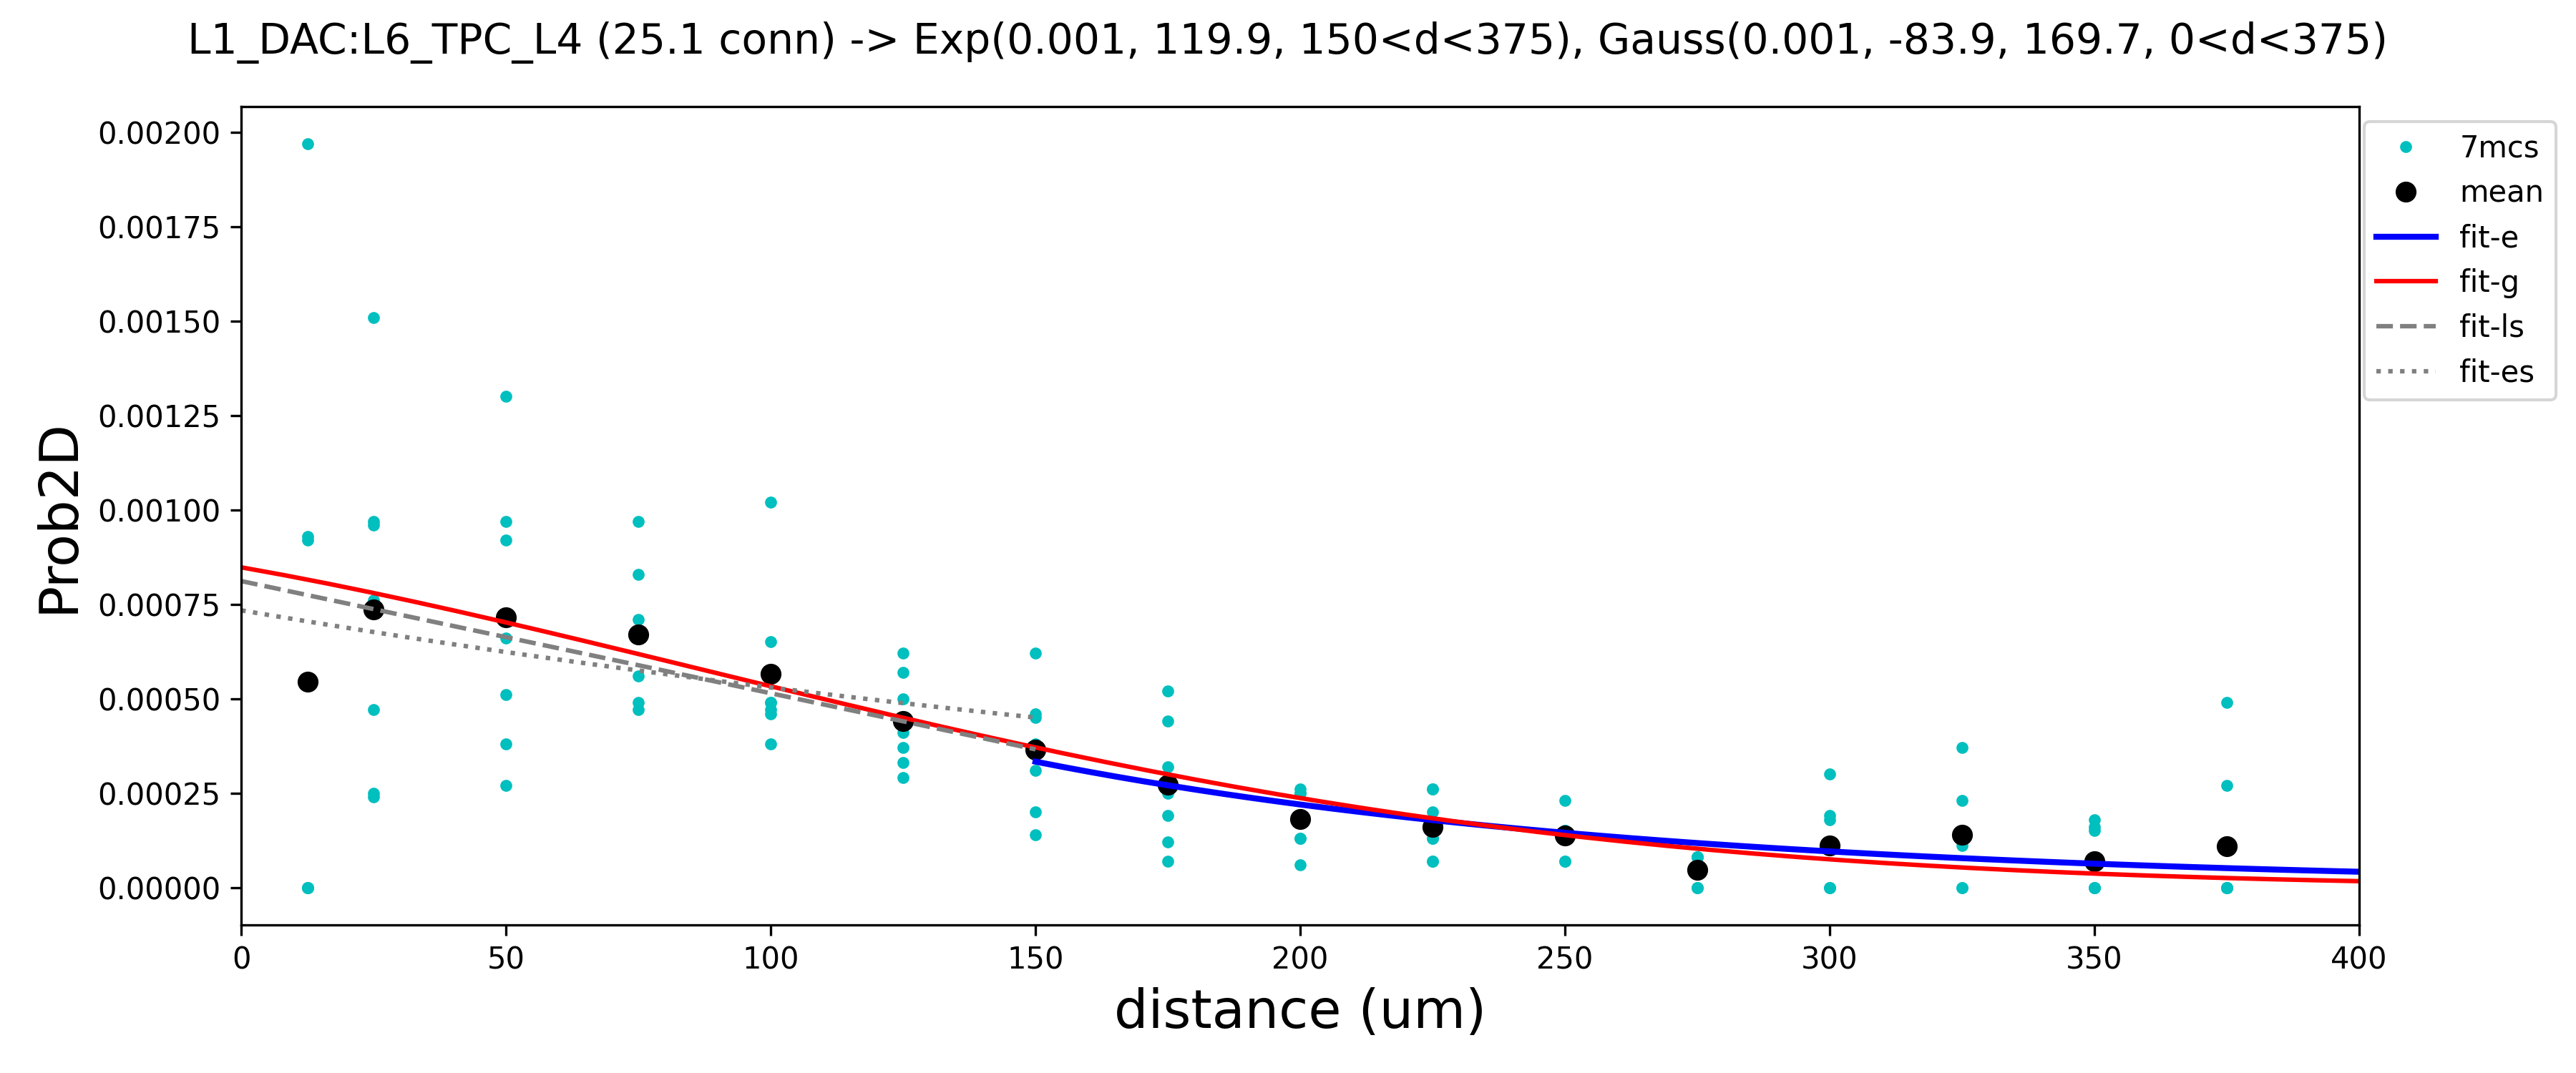 L1_DAC:L6_TPC_L4 (25.1 conn) -> Exp(0.001, 119.9, 150<d<375), Gauss(0.001, -83.9, 169.7, 0<d<375)
0.00200
0.00175
0.00150
0.00125
0.00100
0.00075
0.00050
0.00025
0.00000
Prob2D
0 50 100 150 200 250 300 350 400
distance (um)
7mcs
mean
fit-e
fit-g
fit-ls
fit-es